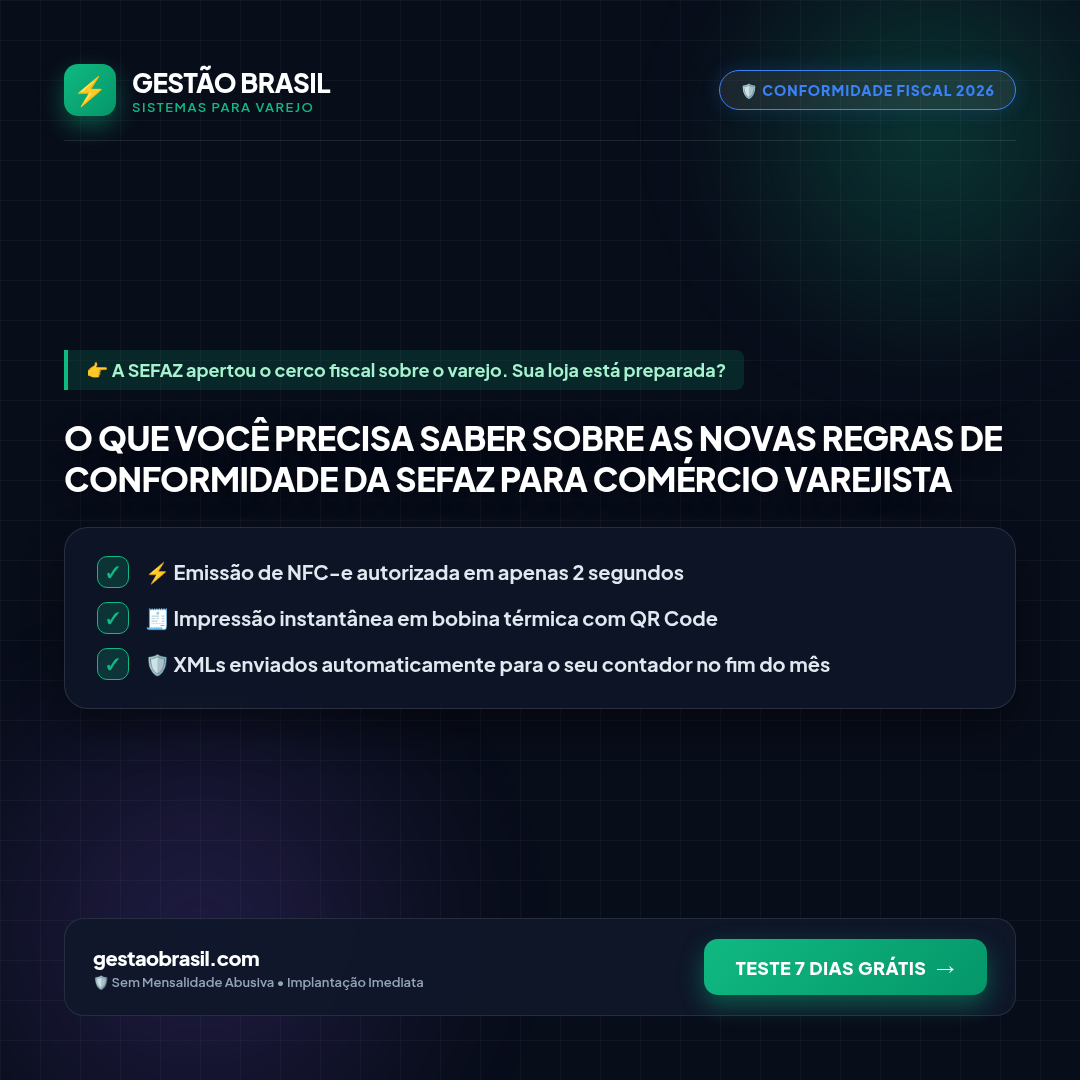 ⚡ GESTÃO BRASIL
SISTEMAS PARA VAREJO
🛡️ CONFORMIDADE FISCAL 2026
👉 A SEFAZ apertou o cerco fiscal sobre o varejo. Sua loja está preparada?
O QUE VOCÊ PRECISA SABER SOBRE AS NOVAS REGRAS DE
CONFORMIDADE DA SEFAZ PARA COMÉRCIO VAREJISTA
✓ ⚡ Emissão de NFC-e autorizada em apenas 2 segundos
✓ 🧾 Impressão instantânea em bobina térmica com QR Code
✓ 🛡️ XMLs enviados automaticamente para o seu contador no fim do mês
gestaobrasil.com
🛡️ Sem Mensalidade Abusiva • Implantação Imediata
TESTE 7 DIAS GRÁTIS →